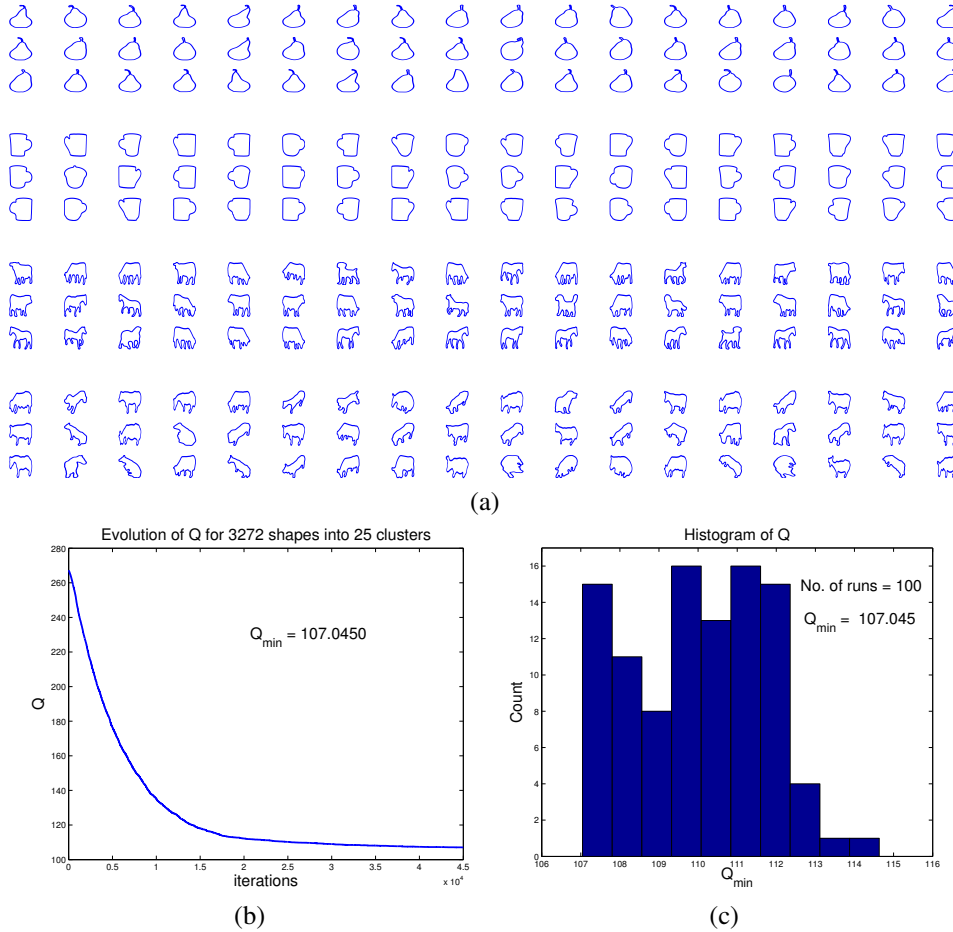 (a)
Evolution of Q for 3272 shapes into 25 clusters
280
260
240
220
200
180
160
140
120
100
Q
Q_min = 107.0450
0 0.5 1 1.5 2 2.5 3 3.5 4 4.5
x 10^4
iterations
(b)
Histogram of Q
16
14
12
10
8
6
4
2
0
Count
No. of runs = 100
Q_min = 107.045
106 107 108 109 110 111 112 113 114 115 116
Q_min
(c)